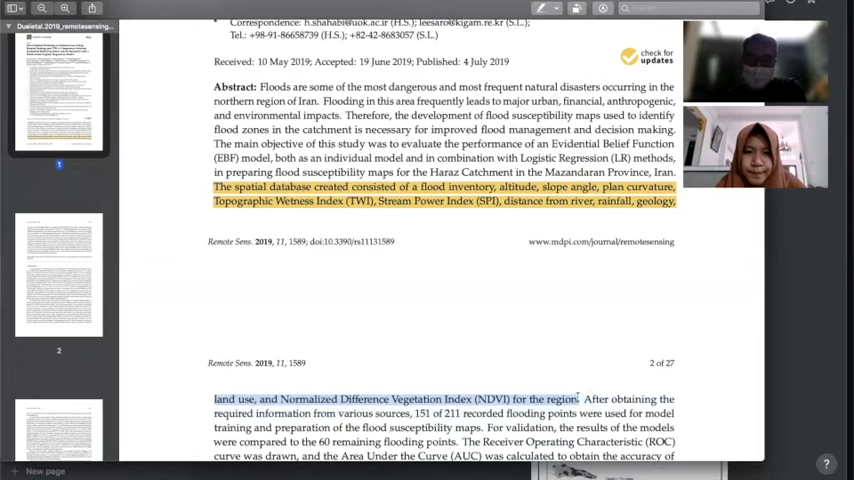 Search
Dueietal.2019_remotesensing...
Correspondence: h.shahabi@uok.ac.ir (H.S.); leesaro@kigam.re.kr (S.L.);
Tel.: +98-91-86658739 (H.S.); +82-42-8683057 (S.L.)
Received: 10 May 2019; Accepted: 19 June 2019; Published: 4 July 2019
check for
updates
Abstract: Floods are some of the most dangerous and most frequent natural disasters occurring in the
northern region of Iran. Flooding in this area frequently leads to major urban, financial, anthropogenic,
and environmental impacts. Therefore, the development of flood susceptibility maps used to identify
flood zones in the catchment is necessary for improved flood management and decision making.
The main objective of this study was to evaluate the performance of an Evidential Belief Function
(EBF) model, both as an individual model and in combination with Logistic Regression (LR) methods,
in preparing flood susceptibility maps for the Haraz Catchment in the Mazandaran Province, Iran.
The spatial database created consisted of a flood inventory, altitude, slope angle, plan curvature,
Topographic Wetness Index (TWI), Stream Power Index (SPI), distance from river, rainfall, geology,
Remote Sens. 2019, 11, 1589; doi:10.3390/rs11131589
www.mdpi.com/journal/remotesensing
Remote Sens. 2019, 11, 1589
2 of 27
land use, and Normalized Difference Vegetation Index (NDVI) for the region. After obtaining the
required information from various sources, 151 of 211 recorded flooding points were used for model
training and preparation of the flood susceptibility maps. For validation, the results of the models
were compared to the 60 remaining flooding points. The Receiver Operating Characteristic (ROC)
curve was drawn, and the Area Under the Curve (AUC) was calculated to obtain the accuracy of
1
2
+ New page
?